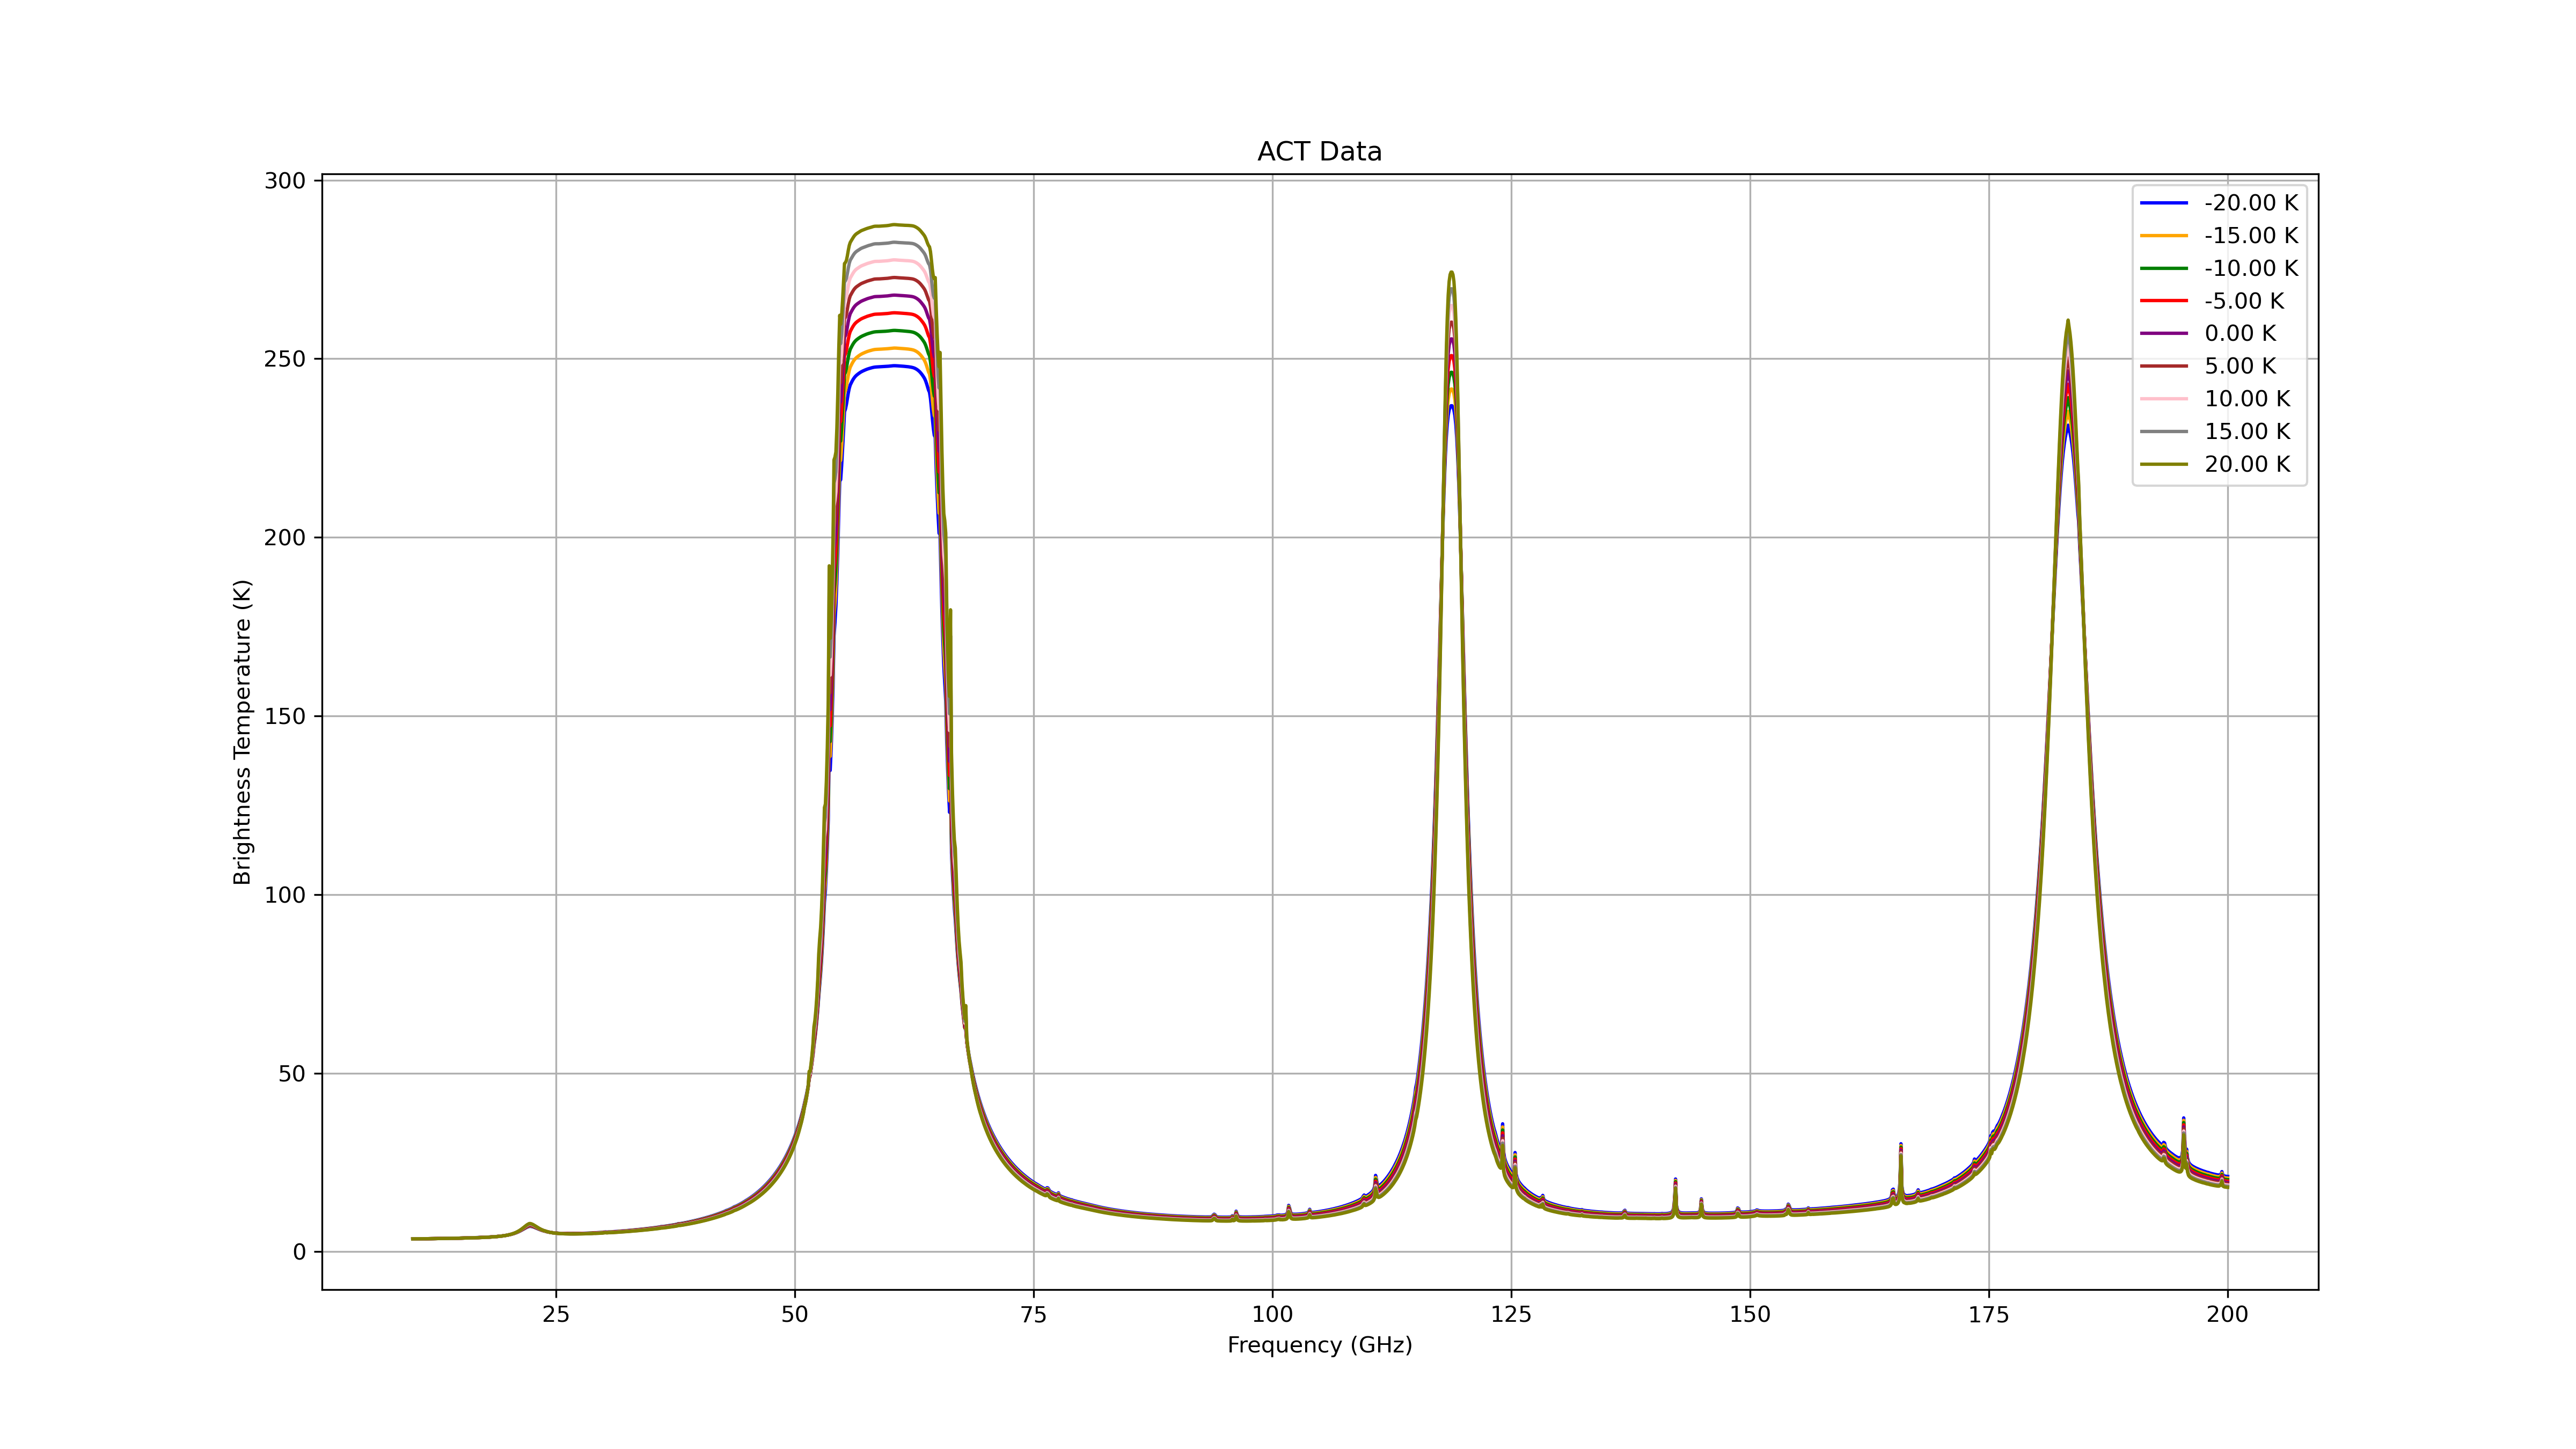 ACT Data
300
250
200
150
100
50
0
Brightness Temperature (K)
25 50 75 100 125 150 175 200
Frequency (GHz)
-20.00 K
-15.00 K
-10.00 K
-5.00 K
0.00 K
5.00 K
10.00 K
15.00 K
20.00 K